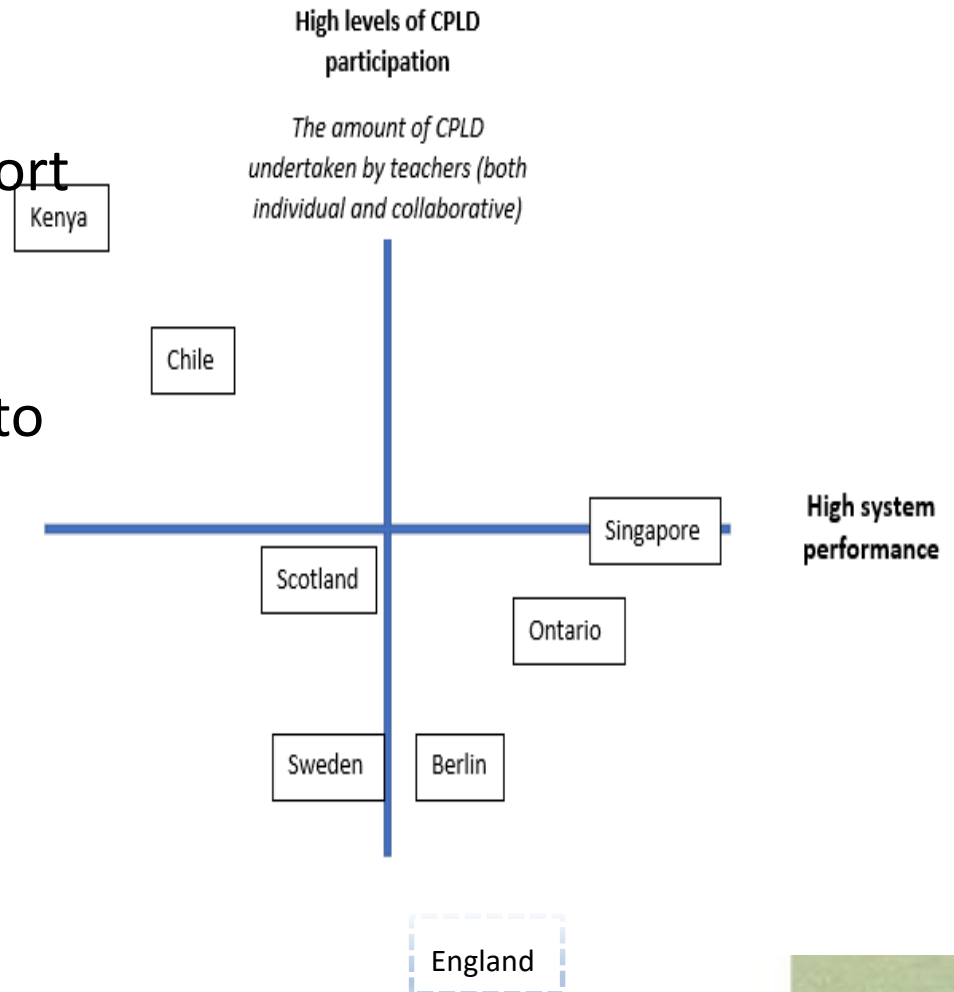 High levels of CPLD
participation
The amount of CPLD
undertaken by teachers (both
individual and collaborative)
ort
Kenya
Chile
to
Singapore
High system
performance
Scotland
Ontario
Sweden
Berlin
England